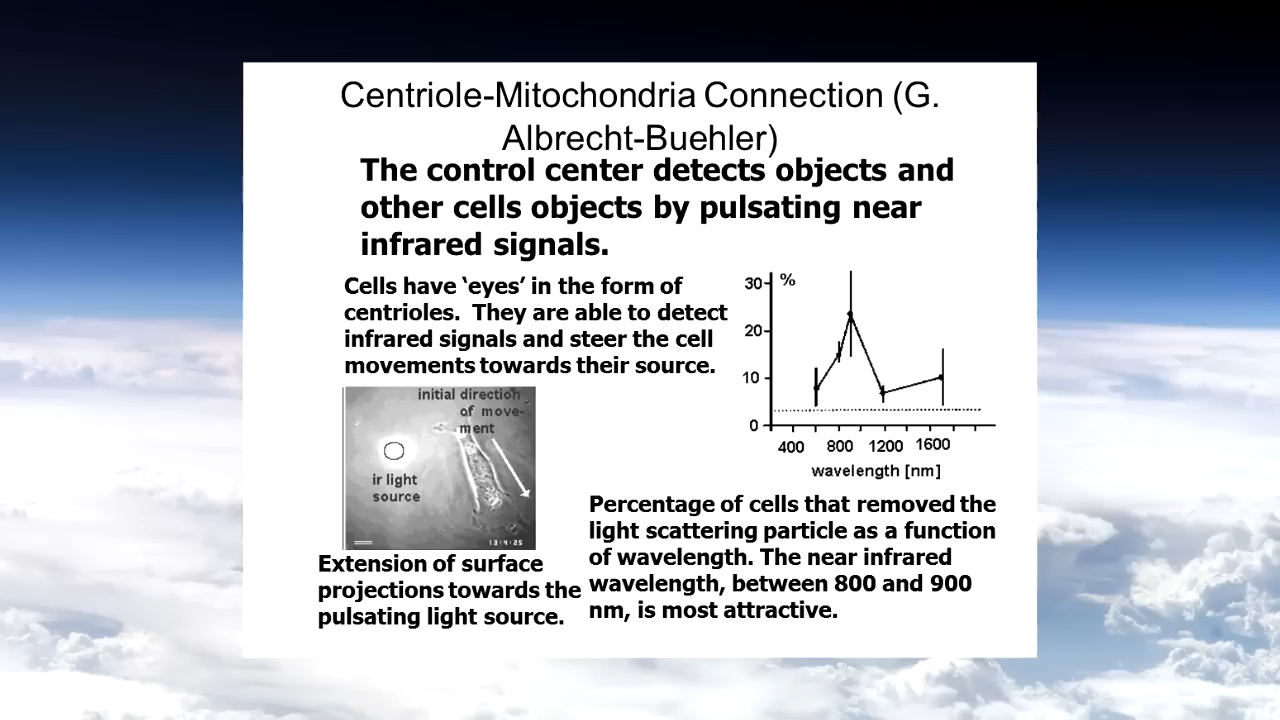 Centriole-Mitochondria Connection (G.
Albrecht-Buehler)
The control center detects objects and
other cells objects by pulsating near
infrared signals.
Cells have ‘eyes’ in the form of
centrioles.  They are able to detect
infrared signals and steer the cell
movements towards their source.
initial direction
of move-
ment
ir light
source
13:4:25
Extension of surface
projections towards the
pulsating light source.
%
30
20
10
0
400 800 1200 1600
wavelength [nm]
Percentage of cells that removed the
light scattering particle as a function
of wavelength. The near infrared
wavelength, between 800 and 900
nm, is most attractive.